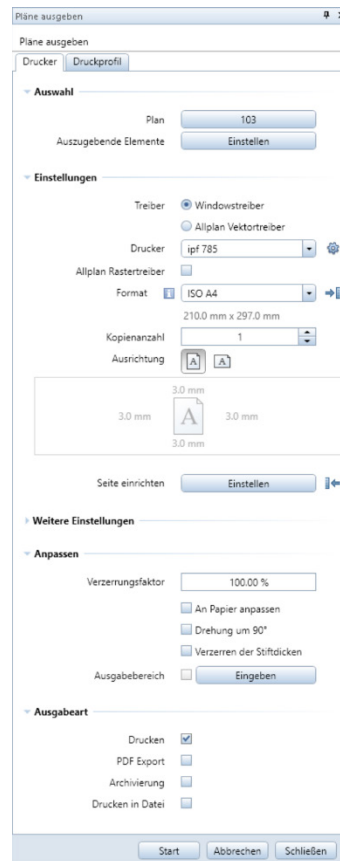 Pläne ausgeben
Pläne ausgeben
Drucker Druckprofil
Auswahl
Plan 103
Auszugebende Elemente Einstellen
Einstellungen
Treiber Windowstreiber
Allplan Vektortreiber
Drucker ipf 785
Allplan Rastertreiber
Format i ISO A4
210.0 mm x 297.0 mm
Kopienanzahl 1
Ausrichtung A A
3.0 mm
3.0 mm A 3.0 mm
3.0 mm
Seite einrichten Einstellen
Weitere Einstellungen
Anpassen
Verzerrungsfaktor 100.00 %
An Papier anpassen
Drehung um 90°
Verzerren der Stiftdicken
Ausgabebereich Eingeben
Ausgabeart
Drucken
PDF Export
Archivierung
Drucken in Datei
Start Abbrechen Schließen